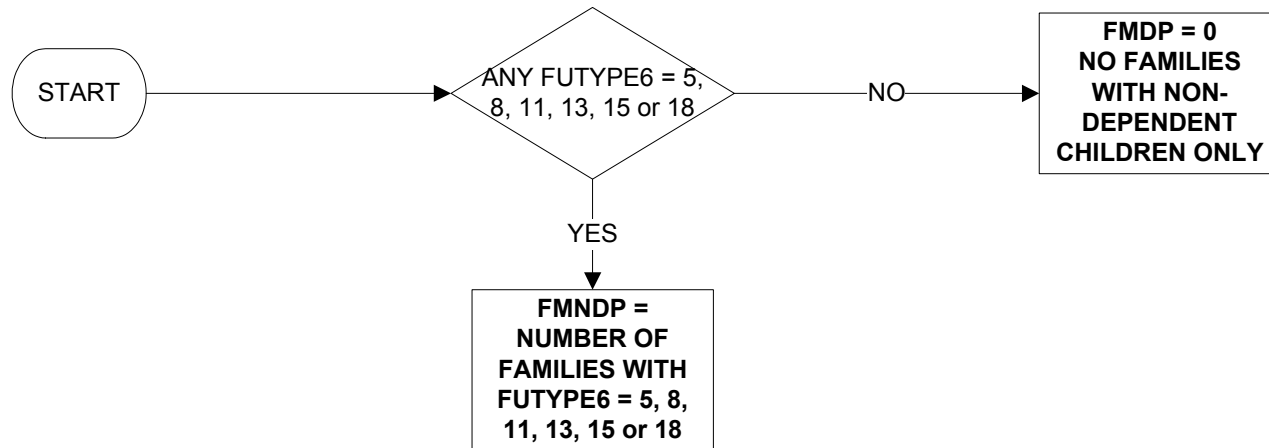 START
ANY FUTYPE6 = 5,
8, 11, 13, 15 or 18
NO
FMDP = 0
NO FAMILIES
WITH NON-
DEPENDENT
CHILDREN ONLY
YES
FMNDP =
NUMBER OF
FAMILIES WITH
FUTYPE6 = 5, 8,
11, 13, 15 or 18